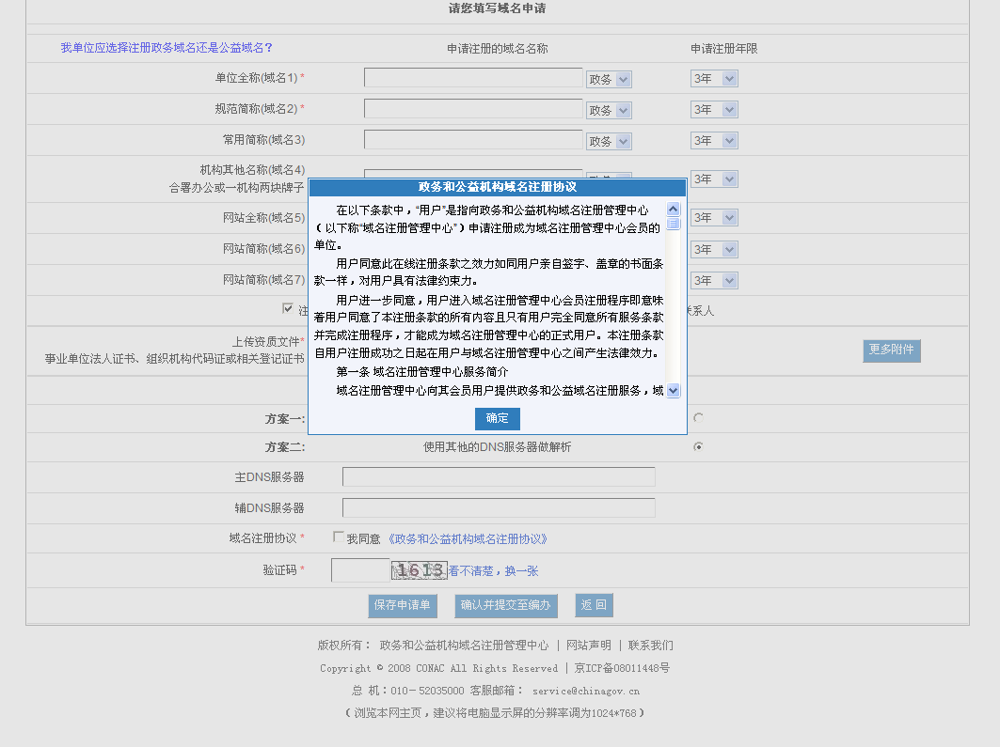 请您填写域名申请
我单位应选择注册政务域名还是公益域名？ 申请注册的域名名称 申请注册年限
单位全称(域名1) * 政务 3年
规范简称(域名2) * 政务 3年
常用简称(域名3) 政务 3年
机构其他名称(域名4)
合署办公或一机构两块牌子 3年
网站全称(域名5) 3年
网站简称(域名6) 3年
网站简称(域名7) 3年
注 联系人
上传资质文件*
事业单位法人证书、组织机构代码证或相关登记证书 更多附件
政务和公益机构域名注册协议
在以下条款中，“用户”是指向政务和公益机构域名注册管理中心
（以下称“域名注册管理中心”）申请注册成为域名注册管理中心会员的
单位。
用户同意此在线注册条款之效力如同用户亲自签字、盖章的书面条
款一样，对用户具有法律约束力。
用户进一步同意，用户进入域名注册管理中心会员注册程序即意味
着用户同意了本注册条款的所有内容且只有用户完全同意所有服务条款
并完成注册程序，才能成为域名注册管理中心的正式用户。本注册条款
自用户注册成功之日起在用户与域名注册管理中心之间产生法律效力。
第一条 域名注册管理中心服务简介
域名注册管理中心向其会员用户提供政务和公益域名注册服务，域
确定
方案一:
方案二: 使用其他的DNS服务器做解析
主DNS服务器
辅DNS服务器
域名注册协议 * 我同意 《政务和公益机构域名注册协议》
验证码 * 1613 看不清楚，换一张
保存申请单 确认并提交至编办 返 回
版权所有： 政务和公益机构域名注册管理中心 | 网站声明 | 联系我们
Copyright © 2008 CONAC All Rights Reserved | 京ICP备08011448号
总 机：010－52035000 客服邮箱： service@chinagov.cn
（浏览本网主页，建议将电脑显示屏的分辨率调为1024*768）